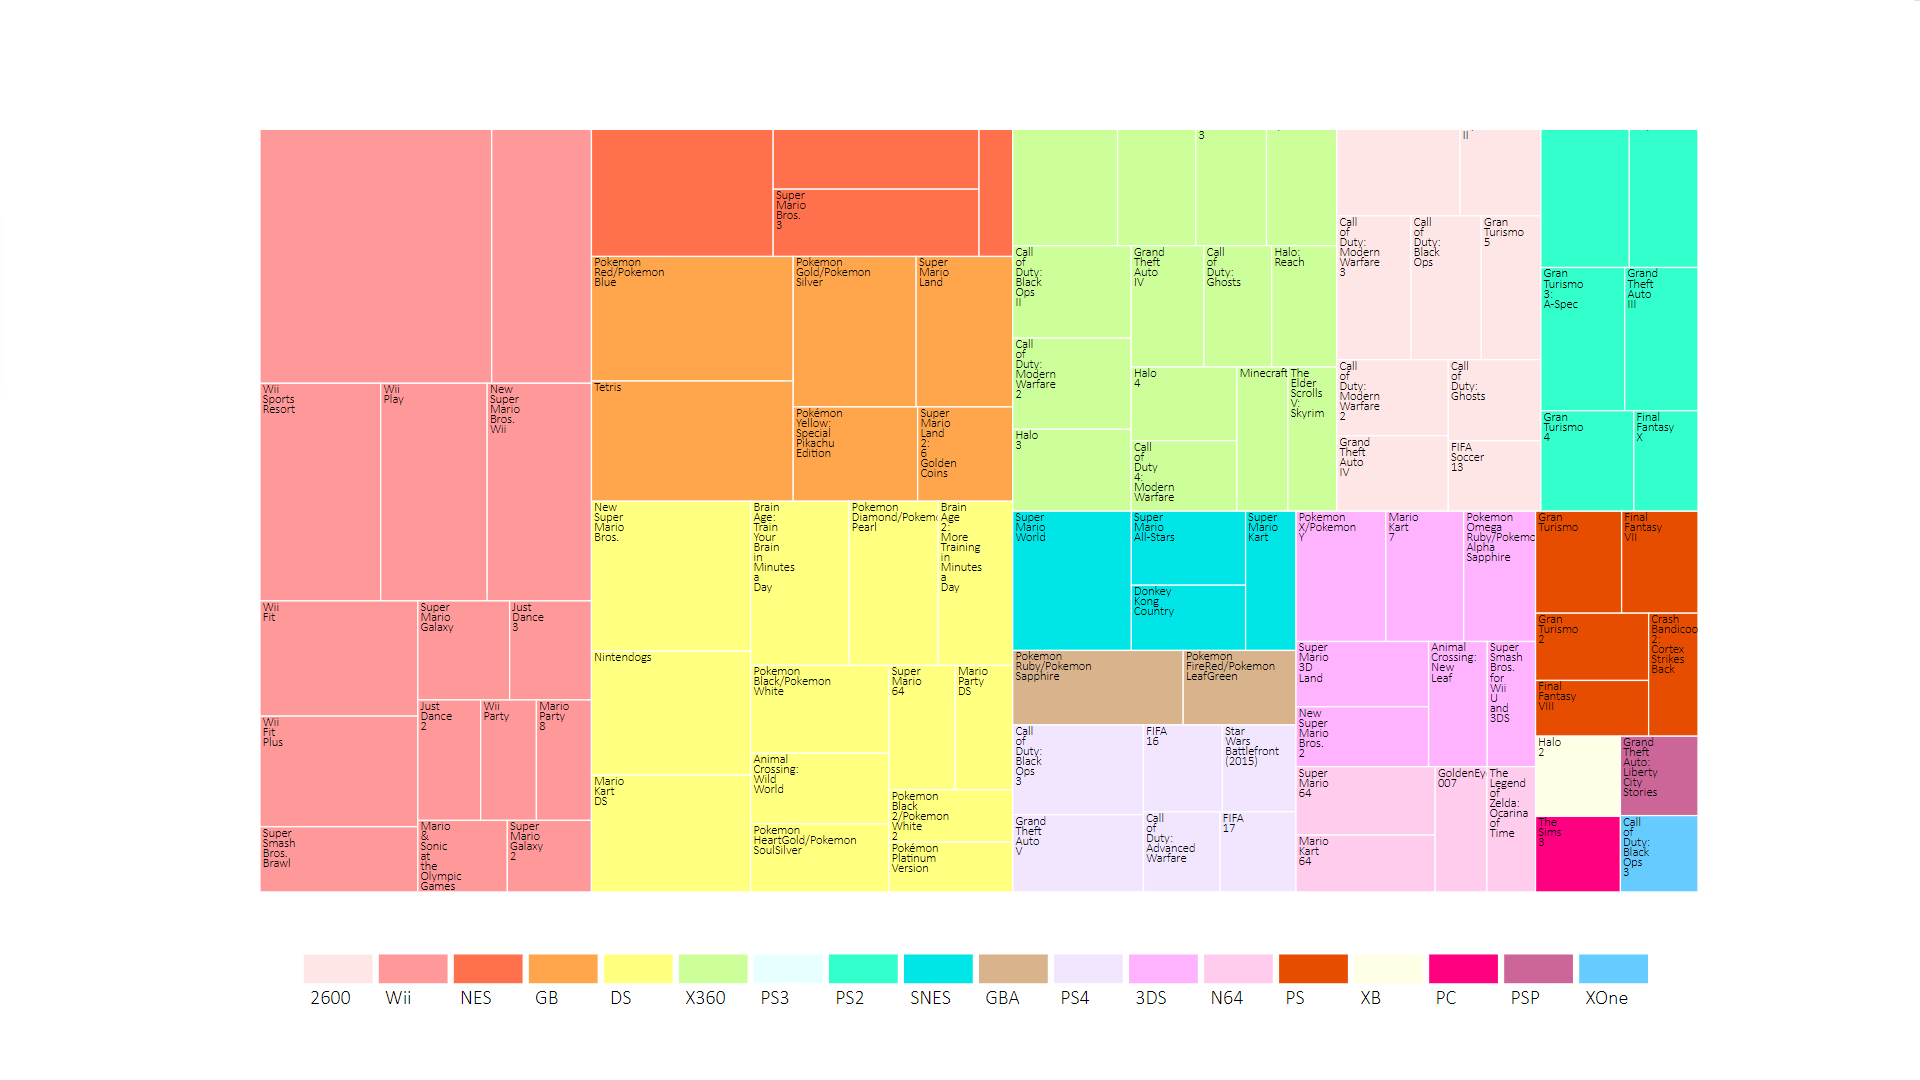 3
II
Super
Mario
Bros.
3
Pokemon
Red/Pokemon
Blue
Pokemon
Gold/Pokemon
Silver
Super
Mario
Land
Tetris
Pokémon
Yellow:
Special
Pikachu
Edition
Super
Mario
Land
2:
6
Golden
Coins
Wii
Sports
Resort
Wii
Play
New
Super
Mario
Bros.
Wii
Wii
Fit
Super
Mario
Galaxy
Just
Dance
3
Wii
Fit
Plus
Just
Dance
2
Wii
Party
Mario
Party
8
Super
Smash
Bros.
Brawl
Mario
&
Sonic
at
the
Olympic
Games
Super
Mario
Galaxy
2
New
Super
Mario
Bros.
Brain
Age:
Train
Your
Brain
in
Minutes
a
Day
Pokemon
Diamond/Pokem
Pearl
Brain
Age
2:
More
Training
in
Minutes
a
Day
Nintendogs
Pokemon
Black/Pokemon
White
Super
Mario
64
Mario
Party
DS
Mario
Kart
DS
Animal
Crossing:
Wild
World
Pokemon
HeartGold/Pokemon
SoulSilver
Pokemon
Black
2/Pokemon
White
2
Pokémon
Platinum
Version
Call
of
Duty:
Black
Ops
II
Grand
Theft
Auto
IV
Call
of
Duty:
Ghosts
Halo:
Reach
Call
of
Duty:
Modern
Warfare
2
Halo
4
Minecraft
The
Elder
Scrolls
V:
Skyrim
Halo
3
Call
of
Duty
4:
Modern
Warfare
Call
of
Duty:
Modern
Warfare
3
Call
of
Duty:
Black
Ops
Gran
Turismo
5
Call
of
Duty:
Modern
Warfare
2
Call
of
Duty:
Ghosts
Grand
Theft
Auto
IV
FIFA
Soccer
13
Gran
Turismo
3:
A-Spec
Grand
Theft
Auto
III
Gran
Turismo
4
Final
Fantasy
X
Super
Mario
World
Super
Mario
All-Stars
Super
Mario
Kart
Donkey
Kong
Country
Pokemon
Ruby/Pokemon
Sapphire
Pokemon
FireRed/Pokemon
LeafGreen
Call
of
Duty:
Black
Ops
3
FIFA
16
Star
Wars
Battlefront
(2015)
Grand
Theft
Auto
V
Call
of
Duty:
Advanced
Warfare
FIFA
17
Pokemon
X/Pokemon
Y
Mario
Kart
7
Pokemon
Omega
Ruby/Pokemo
Alpha
Sapphire
Super
Mario
3D
Land
Animal
Crossing:
New
Leaf
Super
Smash
Bros.
for
Wii
U
and
3DS
New
Super
Mario
Bros.
2
Super
Mario
64
GoldenEy
007
The
Legend
of
Zelda:
Ocarina
of
Time
Mario
Kart
64
Gran
Turismo
Final
Fantasy
VII
Gran
Turismo
2
Crash
Bandicoo
2:
Cortex
Strikes
Back
Final
Fantasy
VIII
Halo
2
Grand
Theft
Auto:
Liberty
City
Stories
The
Sims
3
Call
of
Duty:
Black
Ops
3
2600 Wii NES GB DS X360 PS3 PS2 SNES GBA PS4 3DS N64 PS XB PC PSP XOne